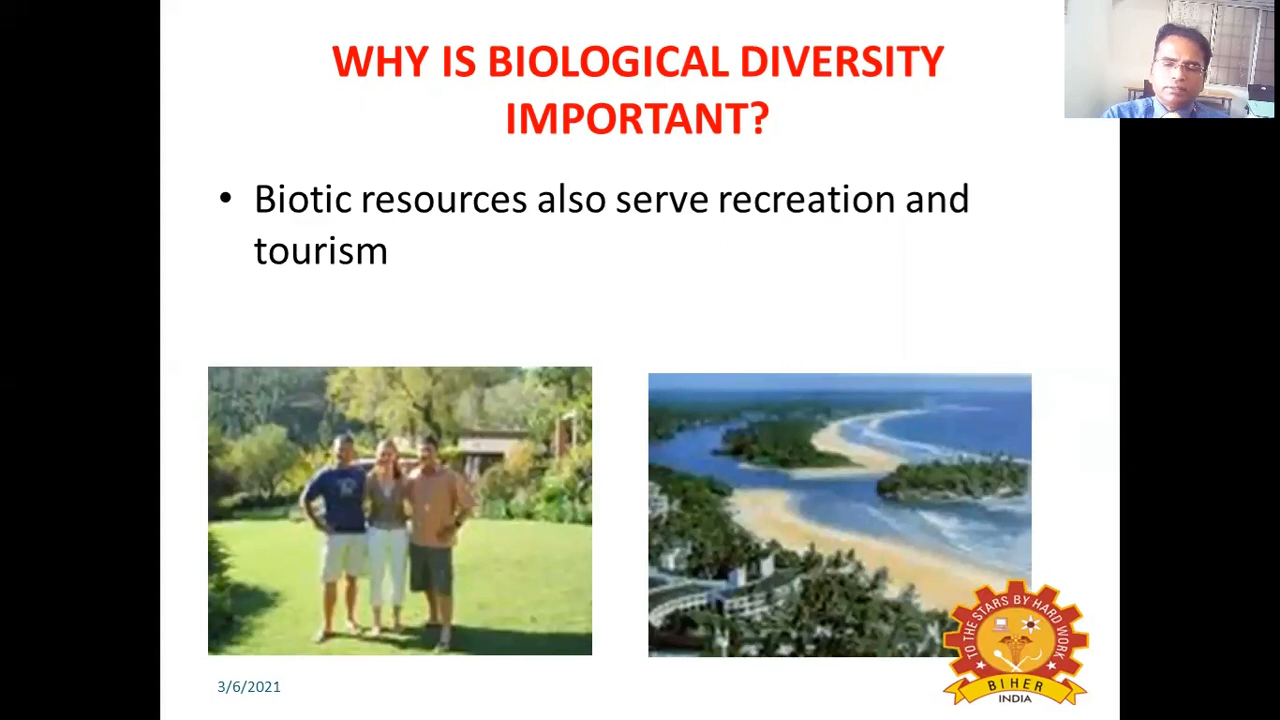 WHY IS BIOLOGICAL DIVERSITY
IMPORTANT?
• Biotic resources also serve recreation and
tourism
TO THE STARS BY HARD WORK
BIHER
INDIA
3/6/2021